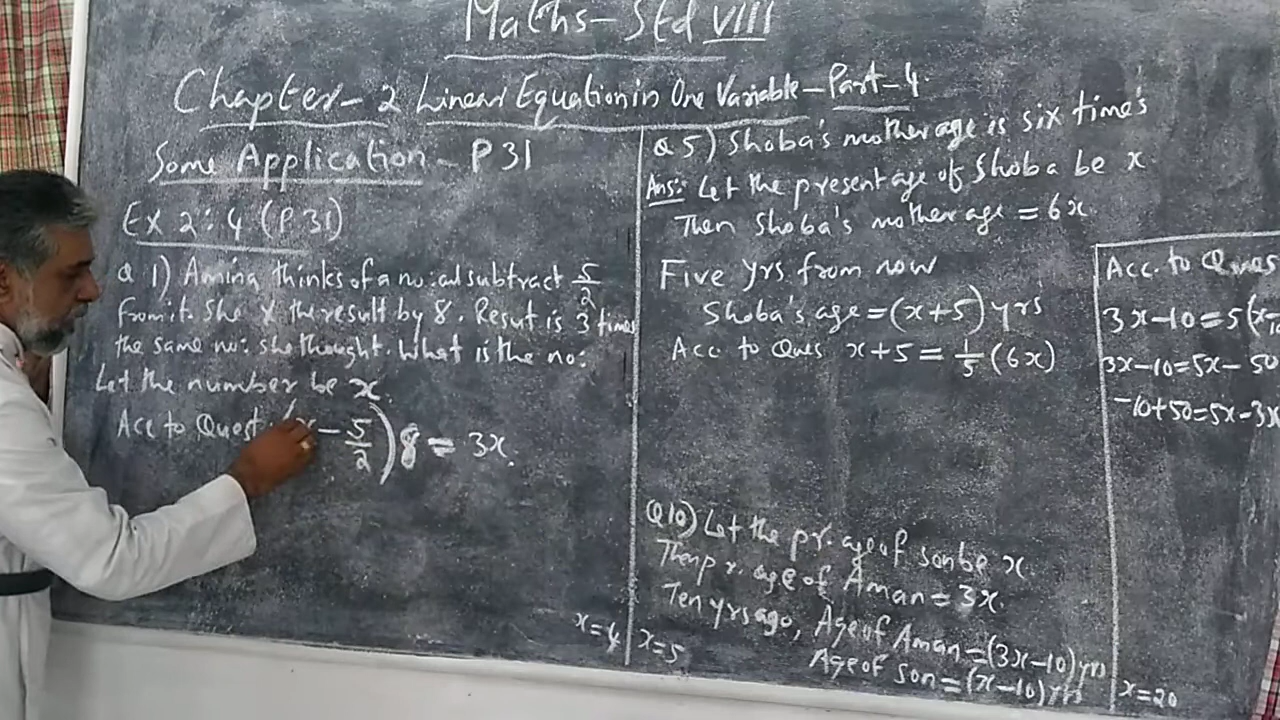 Maths - Std VIII
Chapter - 2 Linear Equation in One Variable - Part - 4
Some Application - P 31
Ex 2:4 (P 31)
Q 1) Amina thinks of a no: and subtract 5/2
from it. She X the result by 8. Resut is 3 times
the same no: she thought. What is the no:
Let the number be x.
Acc to Quest (x - 5/2) 8 = 3x.
x = 4
Q 5) Shoba's mother age is six time's
Ans: Let the present age of Shoba be x
Then Shoba's mother age = 6x
Five yrs from now
Shoba's age = (x+5) yrs
Acc to Ques x + 5 = 1/5 (6x)
x = 5
Q 10) Let the pr. age of son be x.
Then pr. age of Aman = 3x.
Ten yrs ago, Age of Aman = (3x-10) yrs
Age of son = (x-10) yrs
Acc. to Ques
3x - 10 = 5 (x - 10
3x - 10 = 5x - 50
-10 + 50 = 5x - 3x
x = 20